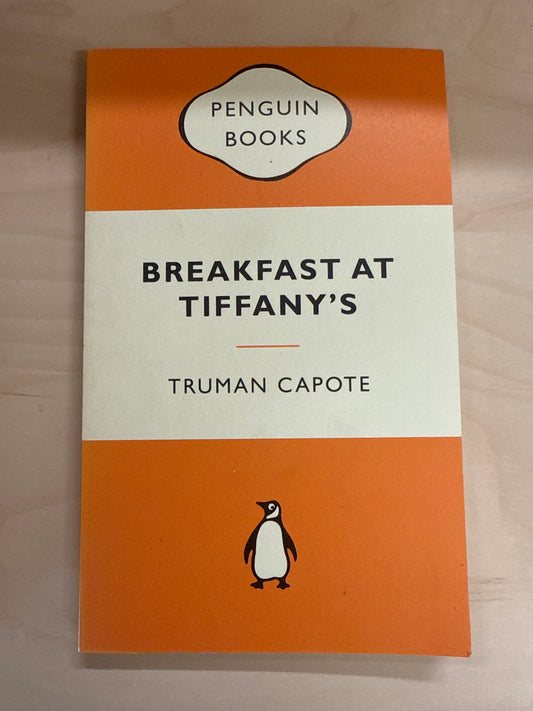 PENGUIN
BOOKS
BREAKFAST AT
TIFFANY'S
TRUMAN CAPOTE